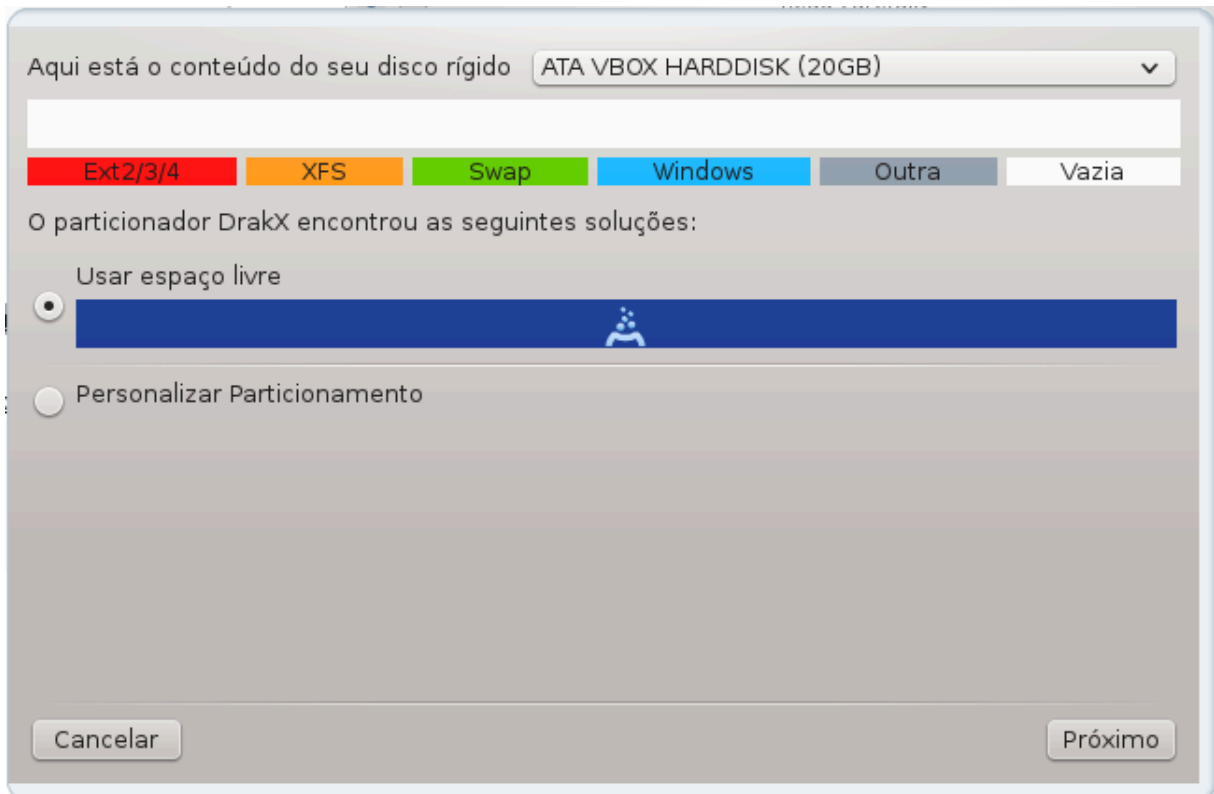 Aqui está o conteúdo do seu disco rígido ATA VBOX HARDDISK (20GB)
Ext2/3/4 XFS Swap Windows Outra Vazia
O particionador DrakX encontrou as seguintes soluções:
Usar espaço livre
Personalizar Particionamento
Cancelar Próximo